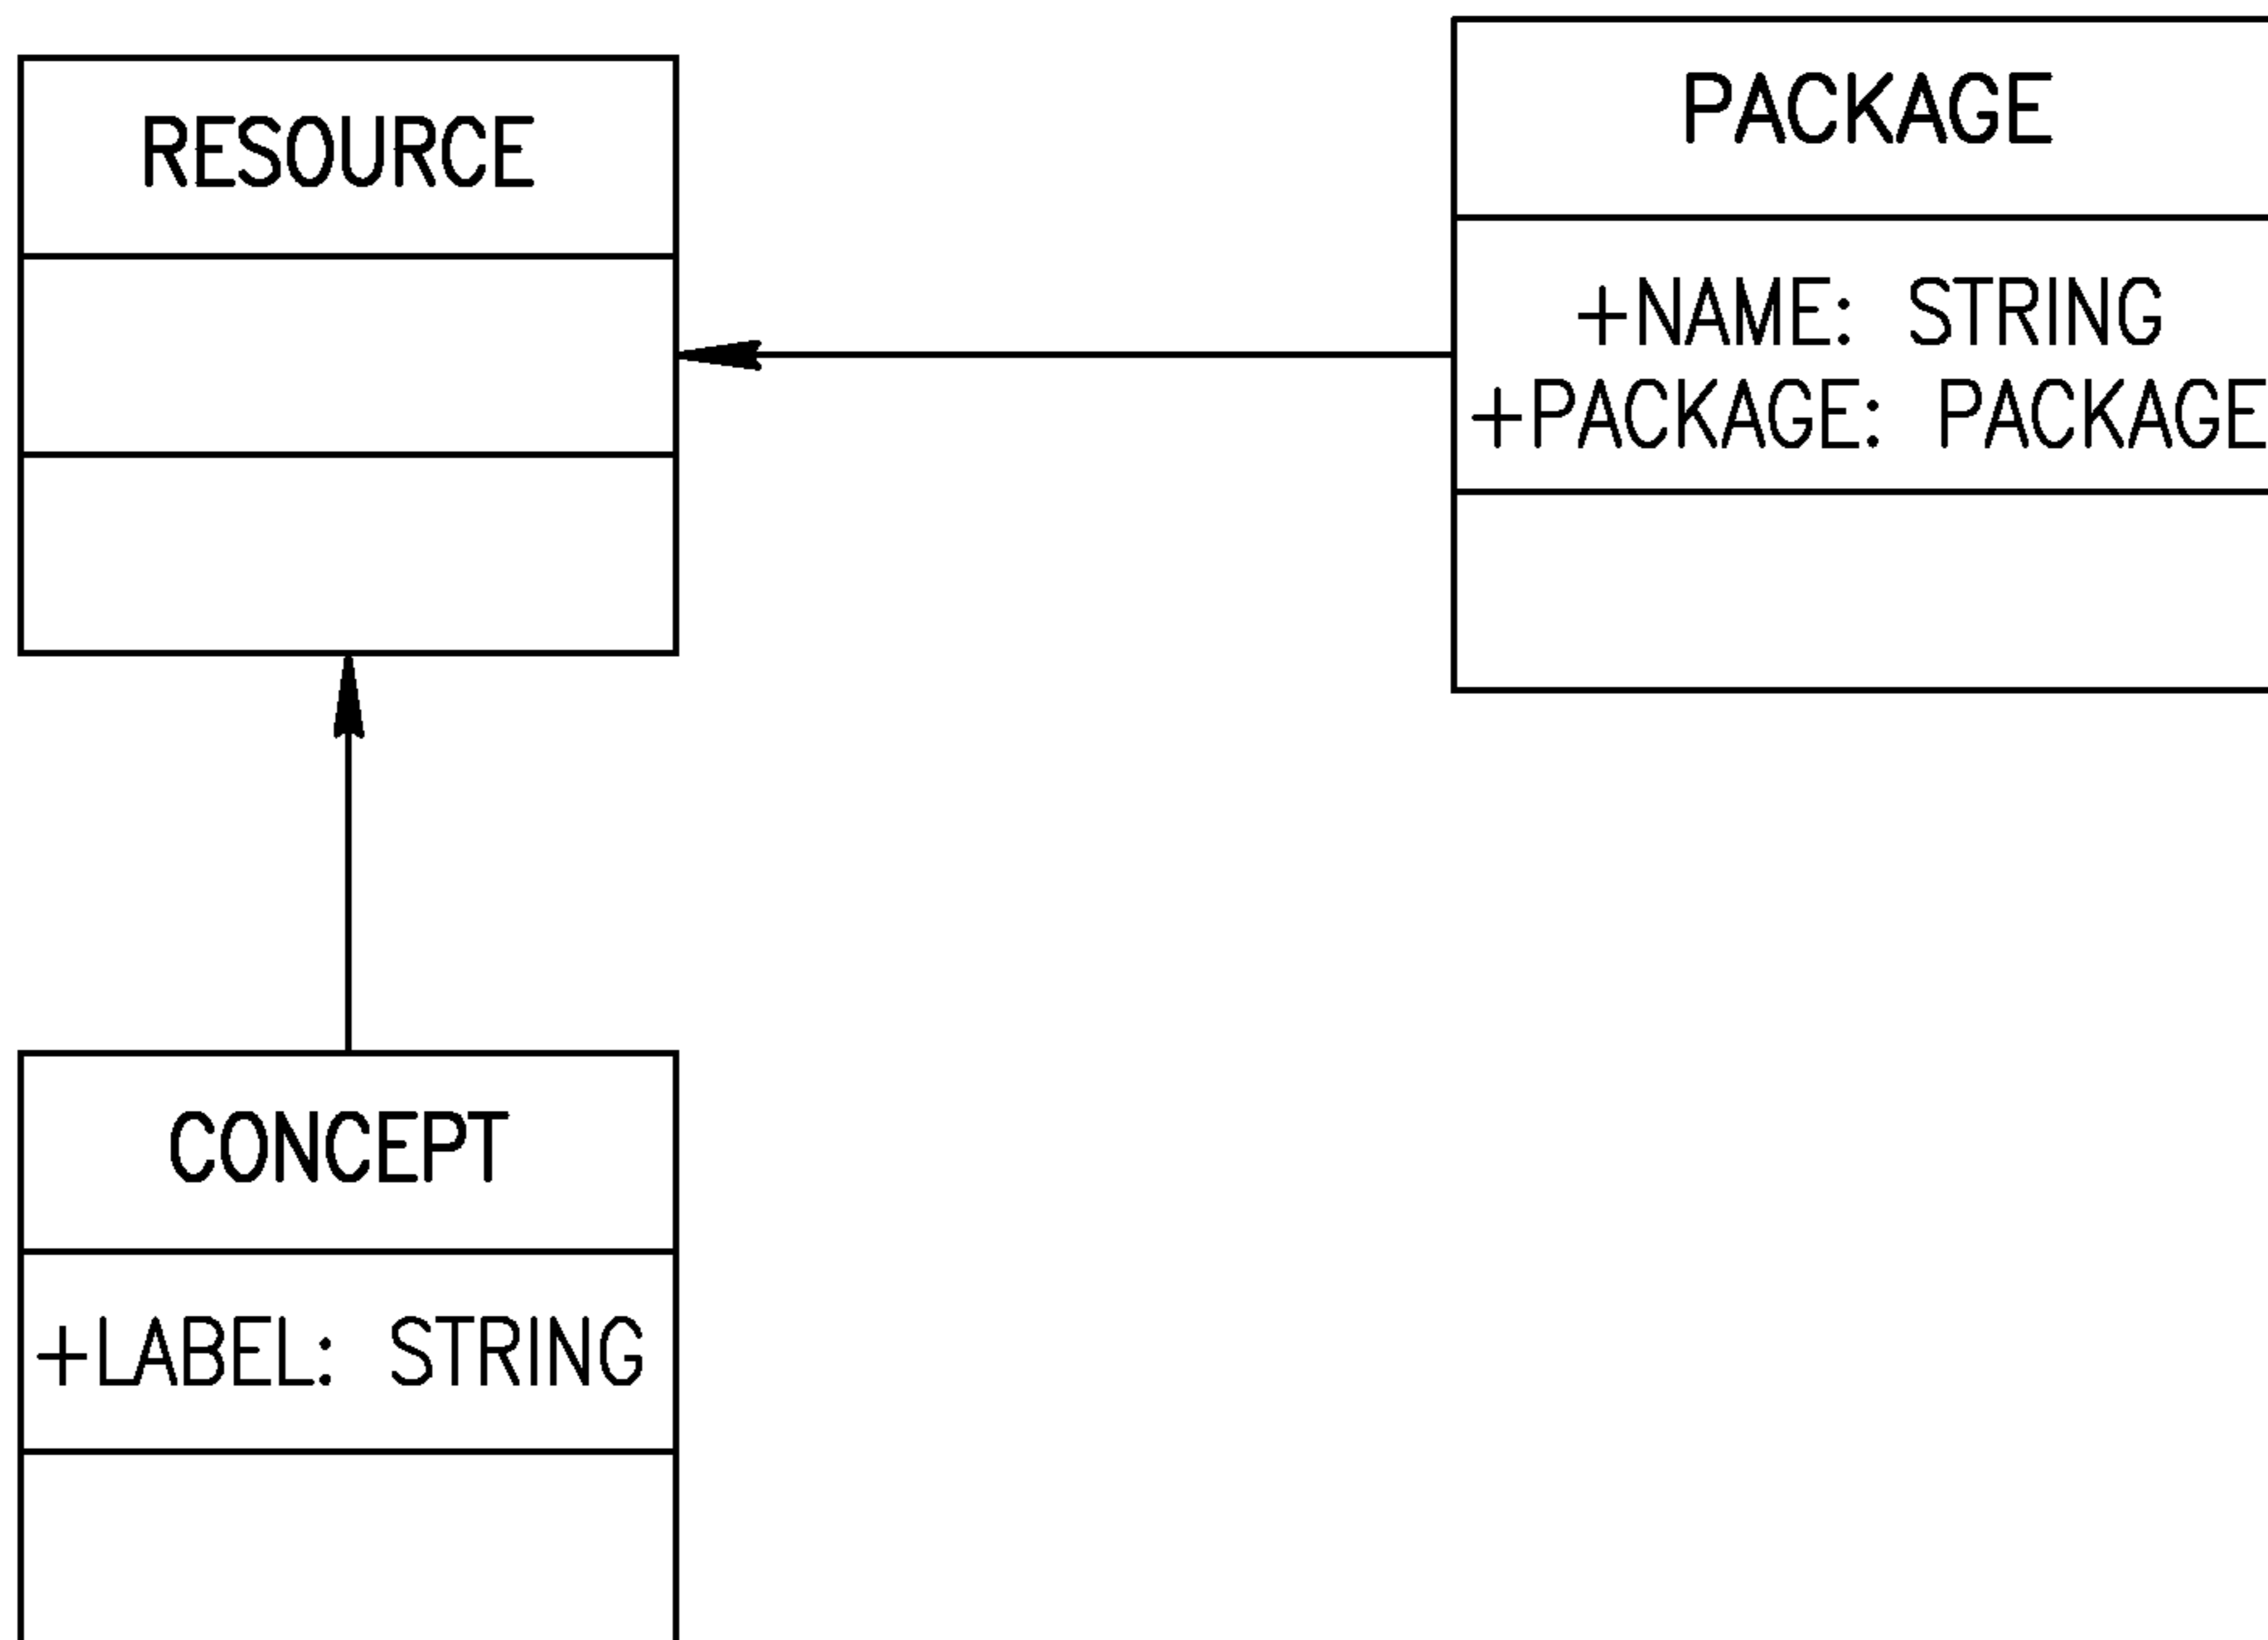 RESOURCE
PACKAGE
+NAME: STRING
+PACKAGE: PACKAGE
CONCEPT
+LABEL: STRING